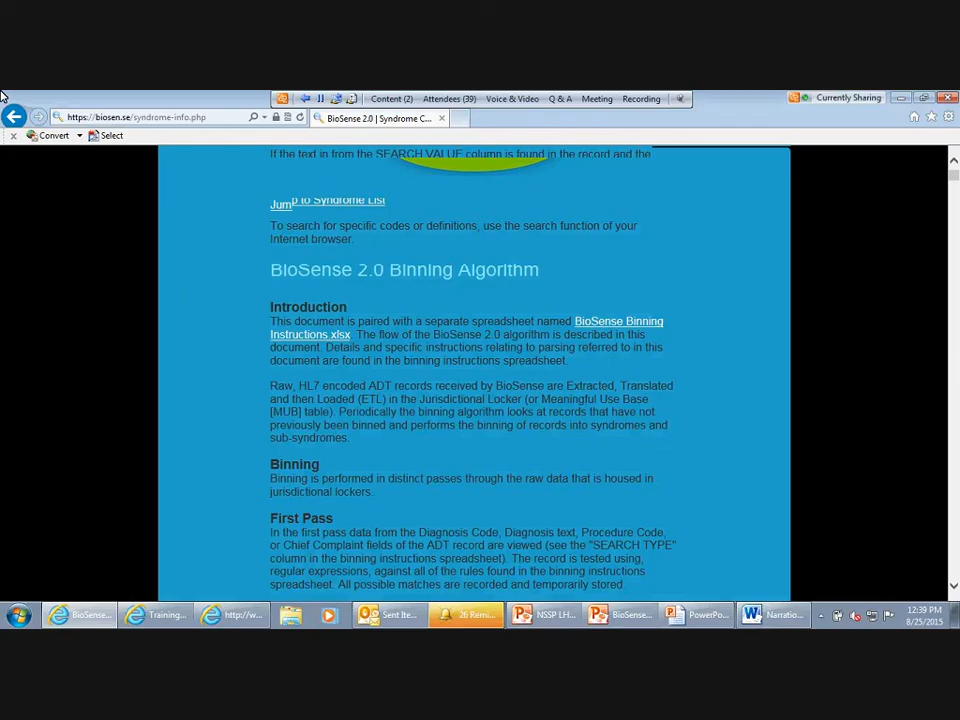 Content (2) Attendees (39) Voice & Video Q & A Meeting Recording
Currently Sharing
https://biosen.se/syndrome-info.php
BioSense 2.0 | Syndrome C...
Convert Select
If the text in from the SEARCH VALUE column is found in the record and the
Jump to Syndrome List
To search for specific codes or definitions, use the search function of your
Internet browser.
BioSense 2.0 Binning Algorithm
Introduction
This document is paired with a separate spreadsheet named BioSense Binning
Instructions xlsx. The flow of the BioSense 2.0 algorithm is described in this
document. Details and specific instructions relating to parsing referred to in this
document are found in the binning instructions spreadsheet.
Raw, HL7 encoded ADT records received by BioSense are Extracted, Translated
and then Loaded (ETL) in the Jurisdictional Locker (or Meaningful Use Base
[MUB] table). Periodically the binning algorithm looks at records that have not
previously been binned and performs the binning of records into syndromes and
sub-syndromes.
Binning
Binning is performed in distinct passes through the raw data that is housed in
jurisdictional lockers.
First Pass
In the first pass data from the Diagnosis Code, Diagnosis text, Procedure Code,
or Chief Complaint fields of the ADT record are viewed (see the "SEARCH TYPE"
column in the binning instructions spreadsheet). The record is tested using,
regular expressions, against all of the rules found in the binning instructions
spreadsheet. All possible matches are recorded and temporarily stored
BioSense... Training... http://w... Sent Ite... 26 Remi... NSSP LH... BioSense... PowerPo... Narratio...
12:39 PM
8/25/2015